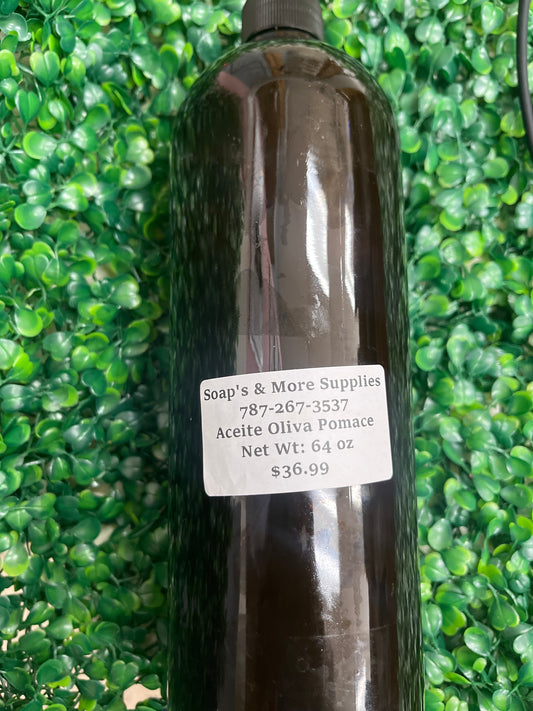 Soap's & More Supplies
787-267-3537
Aceite Oliva Pomace
Net Wt: 64 oz
$36.99